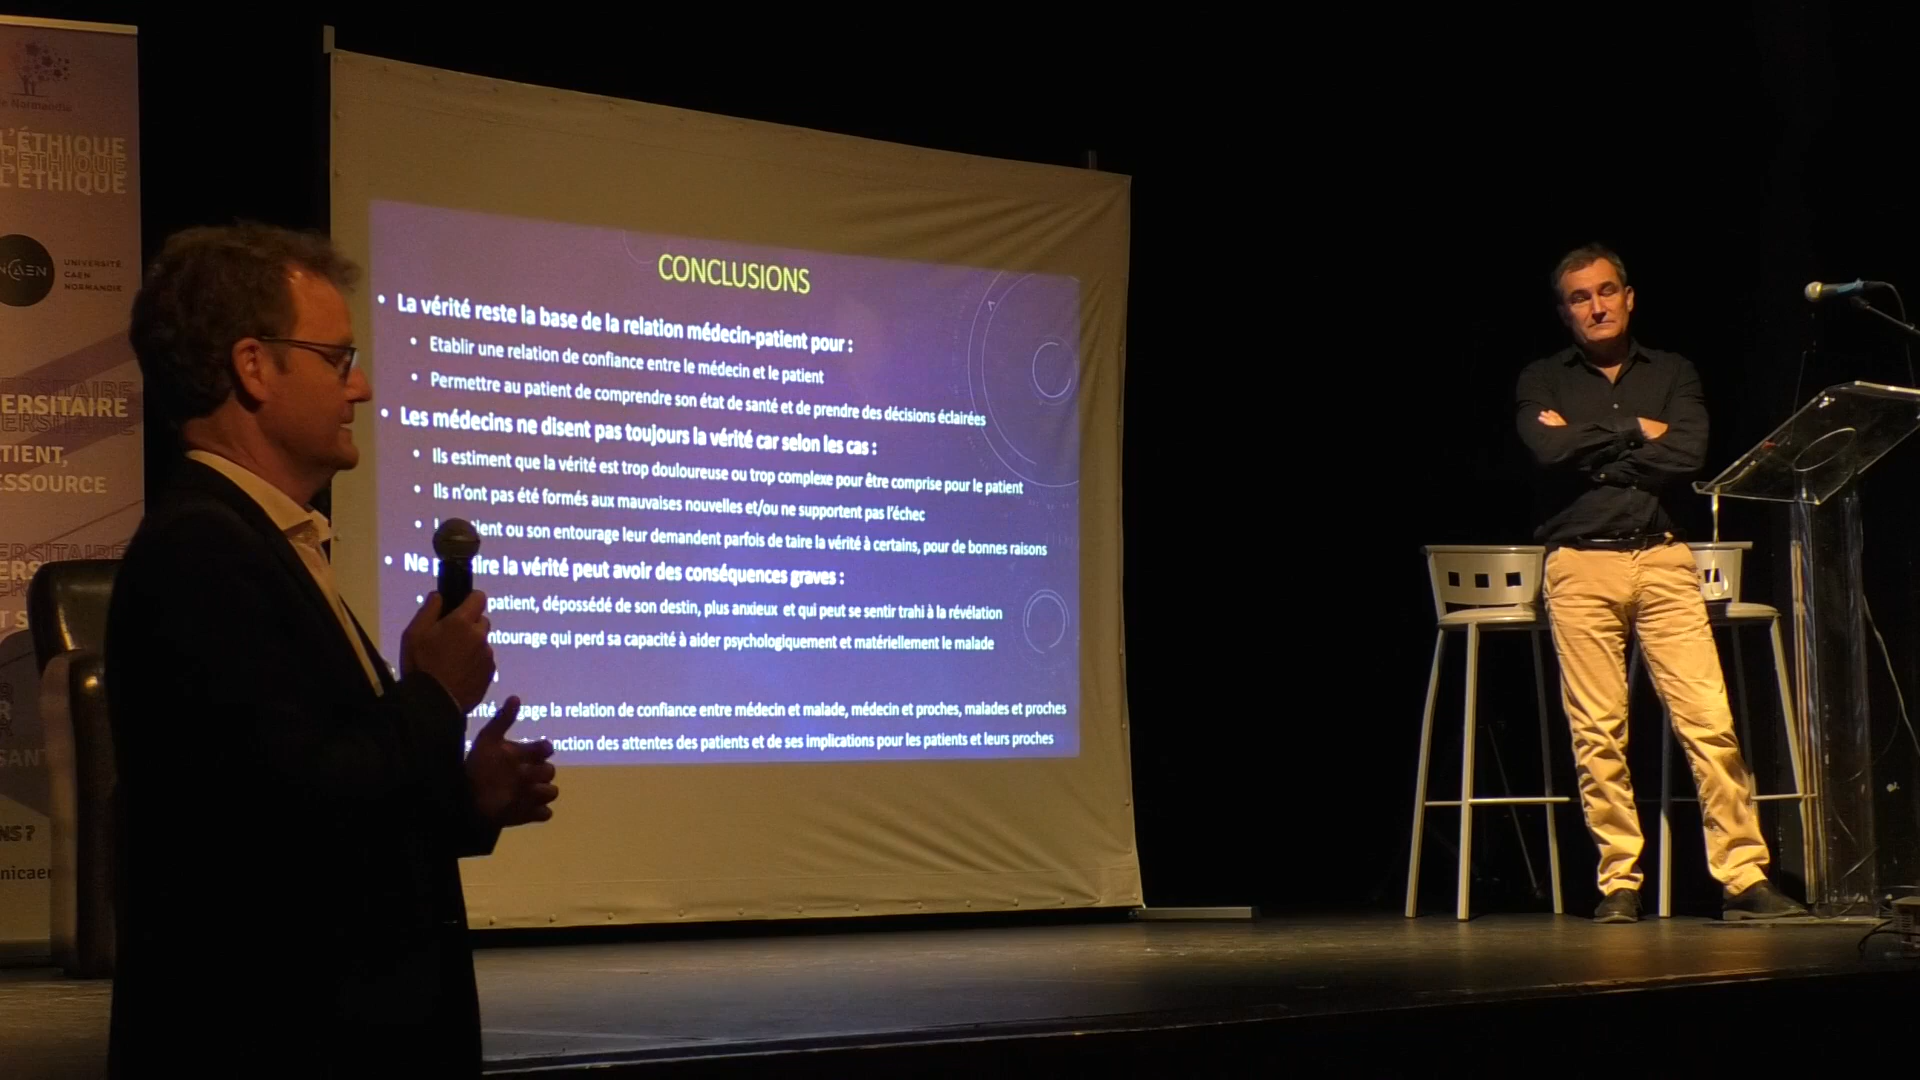 Normandie
L'ÉTHIQUE
L'ÉTHIQUE
L'ÉTHIQUE
UNIVERSITÉ
CAEN
NORMANDIE
ERSITAIRE
TIENT,
ESSOURCE
NS ?
nicaen
CONCLUSIONS
• La vérité reste la base de la relation médecin-patient pour :
• Etablir une relation de confiance entre le médecin et le patient
• Permettre au patient de comprendre son état de santé et de prendre des décisions éclairées
• Les médecins ne disent pas toujours la vérité car selon les cas :
• Ils estiment que la vérité est trop douloureuse ou trop complexe pour être comprise pour le patient
• Ils n'ont pas été formés aux mauvaises nouvelles et/ou ne supportent pas l'échec
• ient ou son entourage leur demandent parfois de taire la vérité à certains, pour de bonnes raisons
• Ne dire la vérité peut avoir des conséquences graves :
• patient, dépossédé de son destin, plus anxieux et qui peut se sentir trahi à la révélation
ntourage qui perd sa capacité à aider psychologiquement et matériellement le malade
gage la relation de confiance entre médecin et malade, médecin et proches, malades et proches
nction des attentes des patients et de ses implications pour les patients et leurs proches